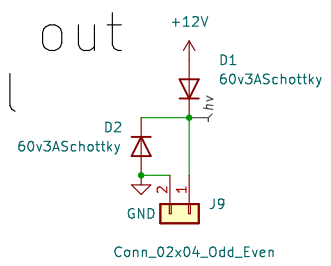 out
l
+12V
D1
60v3ASchottky
hv
D2
60v3ASchottky
2
1
GND
J9
Conn_02x04_Odd_Even